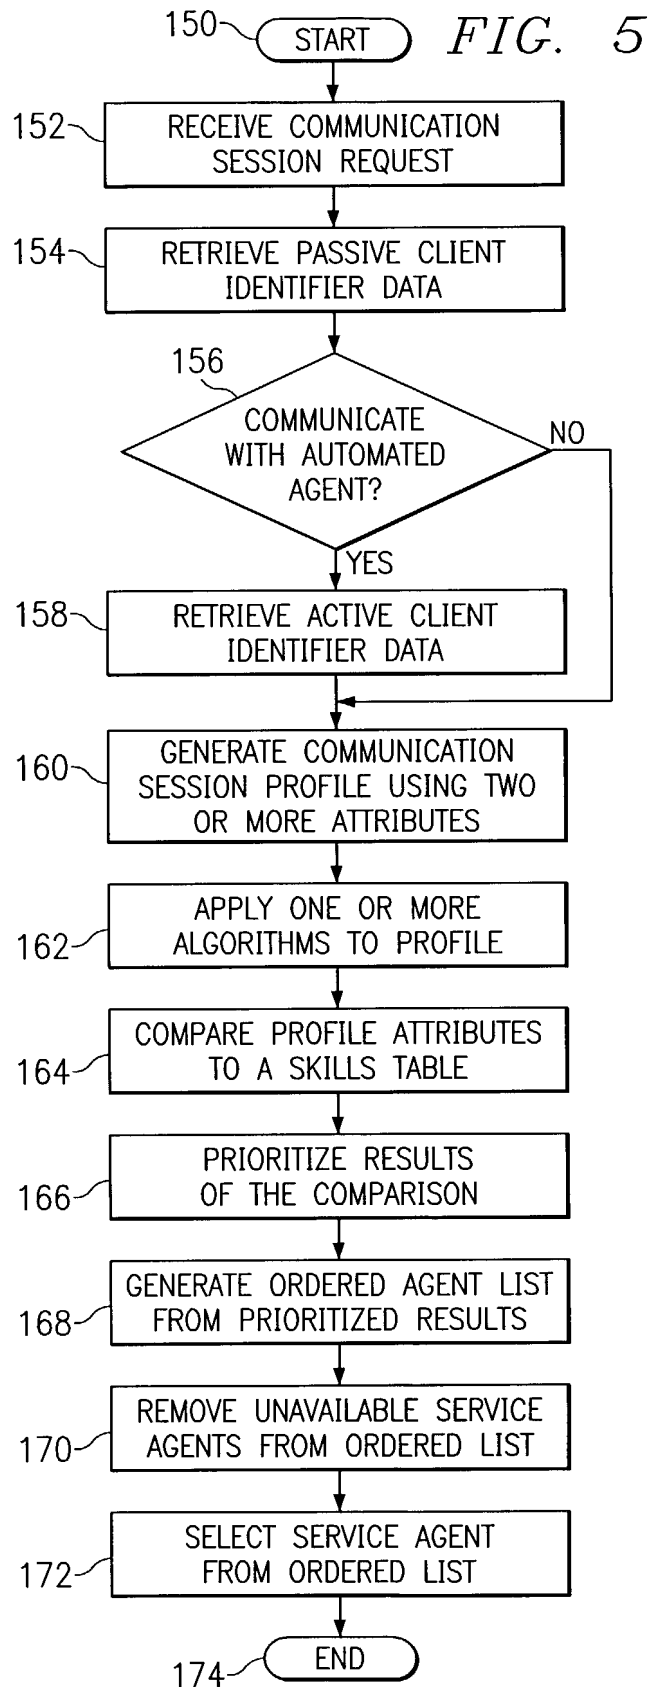 150
START
FIG. 5
152
RECEIVE COMMUNICATION
SESSION REQUEST
154
RETRIEVE PASSIVE CLIENT
IDENTIFIER DATA
156
COMMUNICATE
WITH AUTOMATED
AGENT?
NO
YES
158
RETRIEVE ACTIVE CLIENT
IDENTIFIER DATA
160
GENERATE COMMUNICATION
SESSION PROFILE USING TWO
OR MORE ATTRIBUTES
162
APPLY ONE OR MORE
ALGORITHMS TO PROFILE
164
COMPARE PROFILE ATTRIBUTES
TO A SKILLS TABLE
166
PRIORITIZE RESULTS
OF THE COMPARISON
168
GENERATE ORDERED AGENT LIST
FROM PRIORITIZED RESULTS
170
REMOVE UNAVAILABLE SERVICE
AGENTS FROM ORDERED LIST
172
SELECT SERVICE AGENT
FROM ORDERED LIST
174
END